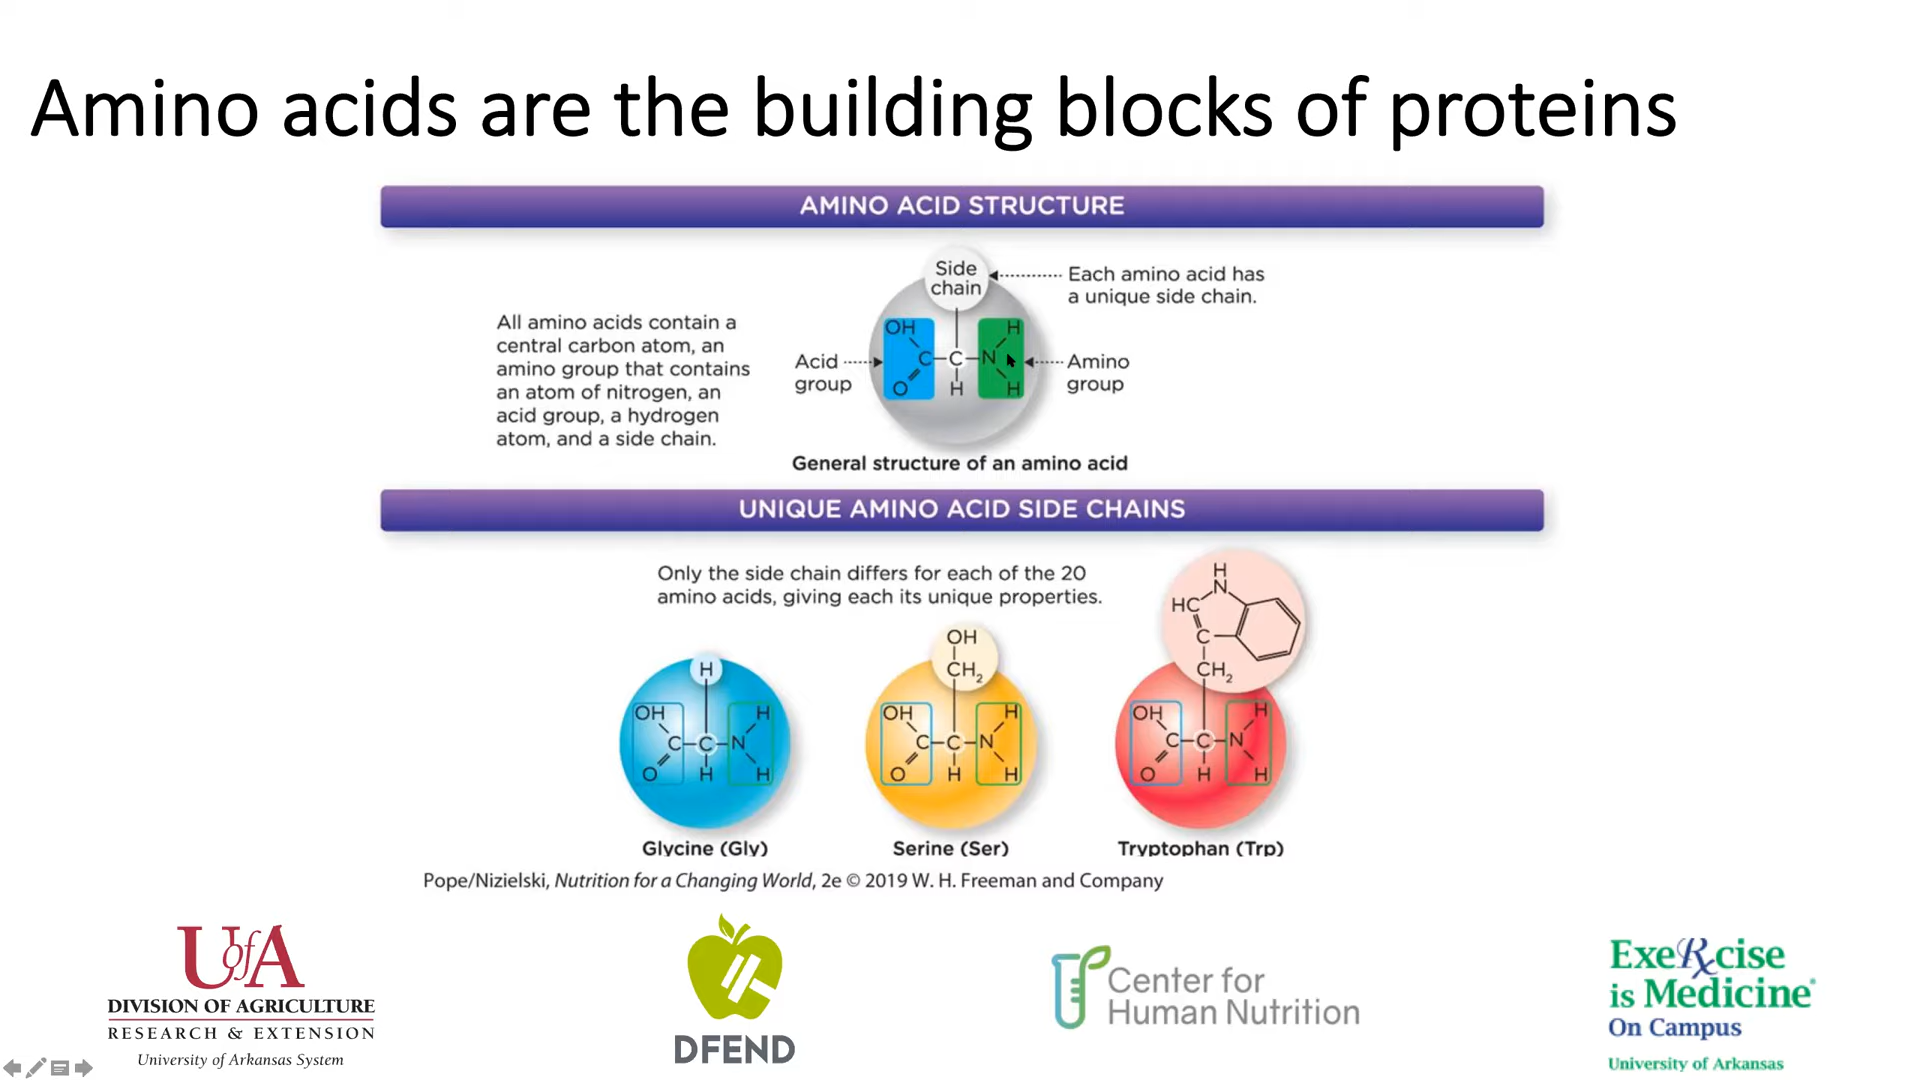 Amino acids are the building blocks of proteins
AMINO ACID STRUCTURE
Side
chain
Each amino acid has
a unique side chain.
All amino acids contain a
central carbon atom, an
amino group that contains
an atom of nitrogen, an
acid group, a hydrogen
atom, and a side chain.
Acid
group
OH
C
O
C
H
N
H
H
Amino
group
General structure of an amino acid
UNIQUE AMINO ACID SIDE CHAINS
Only the side chain differs for each of the 20
amino acids, giving each its unique properties.
H
OH
C
O
C
H
N
H
H
Glycine (Gly)
OH
CH₂
OH
C
O
C
H
N
H
H
Serine (Ser)
H
N
HC
C
CH₂
OH
C
O
C
H
N
H
H
Tryptophan (Trp)
Pope/Nizielski, Nutrition for a Changing World, 2e © 2019 W. H. Freeman and Company
UofA
DIVISION OF AGRICULTURE
RESEARCH & EXTENSION
University of Arkansas System
DFEND
Center for
Human Nutrition
ExeRxcise
is Medicine®
On Campus
University of Arkansas